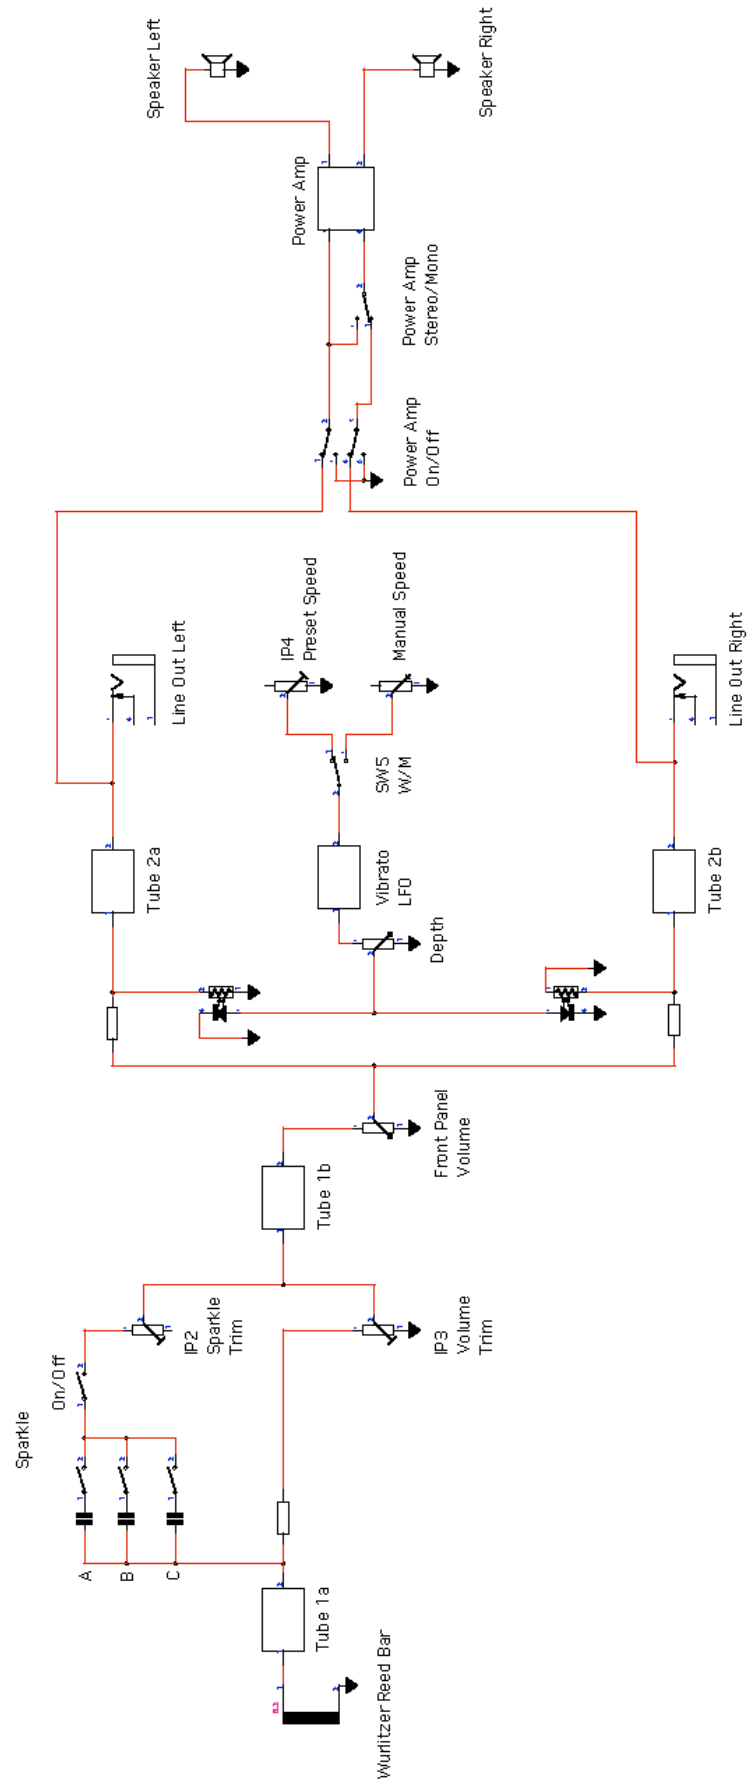 Wurlitzer Reed Bar
Tube 1a
A
B
C
Sparkle
On/Off
IP2
Sparkle
Trim
IP3
Volume
Trim
Tube 1b
Front Panel
Volume
Depth
Vibrato
LFO
SW5
W/M
IP4
Preset Speed
Manual Speed
Tube 2a
Line Out Left
Tube 2b
Line Out Right
Power Amp
On/Off
Power Amp
Stereo/Mono
Power Amp
Speaker Left
Speaker Right